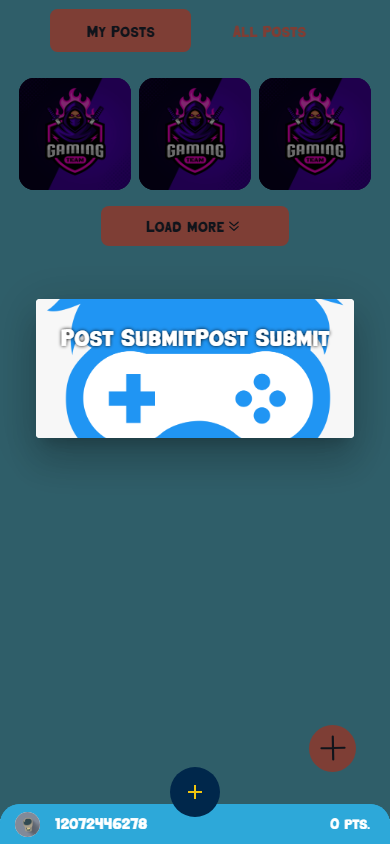 My Posts
All Posts
GAMING
TEAM
GAMING
TEAM
GAMING
TEAM
Load more
Post SubmitPost Submit
12072446278
0 pts.